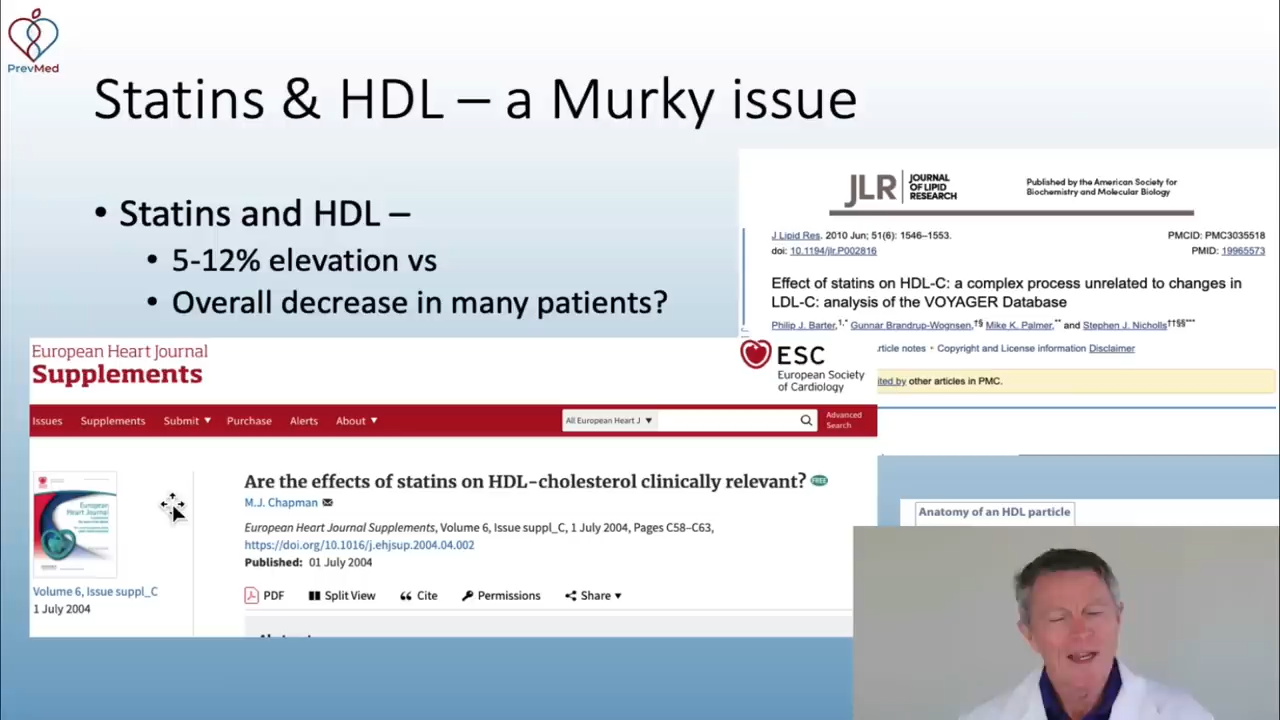 PrevMed
Statins & HDL – a Murky issue
• Statins and HDL –
• 5-12% elevation vs
• Overall decrease in many patients?
JLR JOURNAL OF LIPID RESEARCH
Published by the American Society for
Biochemistry and Molecular Biology
J Lipid Res. 2010 Jun; 51(6): 1546–1553.
PMCID: PMC3035518
doi: 10.1194/jlr.P002816
PMID: 19965573
Effect of statins on HDL-C: a complex process unrelated to changes in
LDL-C: analysis of the VOYAGER Database
Philip J. Barter,1,* Gunnar Brandrup-Wognsen,†§ Mike K. Palmer,** and Stephen J. Nicholls††§§***
rticle notes • Copyright and License information Disclaimer
ited by other articles in PMC.
European Heart Journal
Supplements
ESC
European Society
of Cardiology
Issues Supplements Submit ▼ Purchase Alerts About ▼
All European Heart J ▼
Advanced
Search
Are the effects of statins on HDL-cholesterol clinically relevant? FREE
M.J. Chapman
European Heart Journal Supplements, Volume 6, Issue suppl_C, 1 July 2004, Pages C58–C63,
https://doi.org/10.1016/j.ehjsup.2004.04.002
Published: 01 July 2004
Volume 6, Issue suppl_C
1 July 2004
PDF Split View Cite Permissions Share ▼
Anatomy of an HDL particle